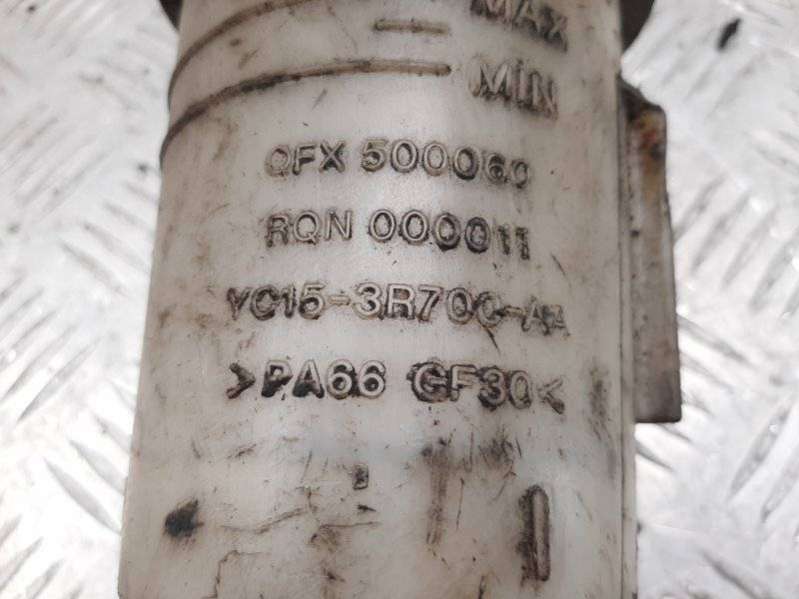 MAX
MIN
QFX 500060
RQN 000011
YC15-3R700-AA
>PA66 GF30<